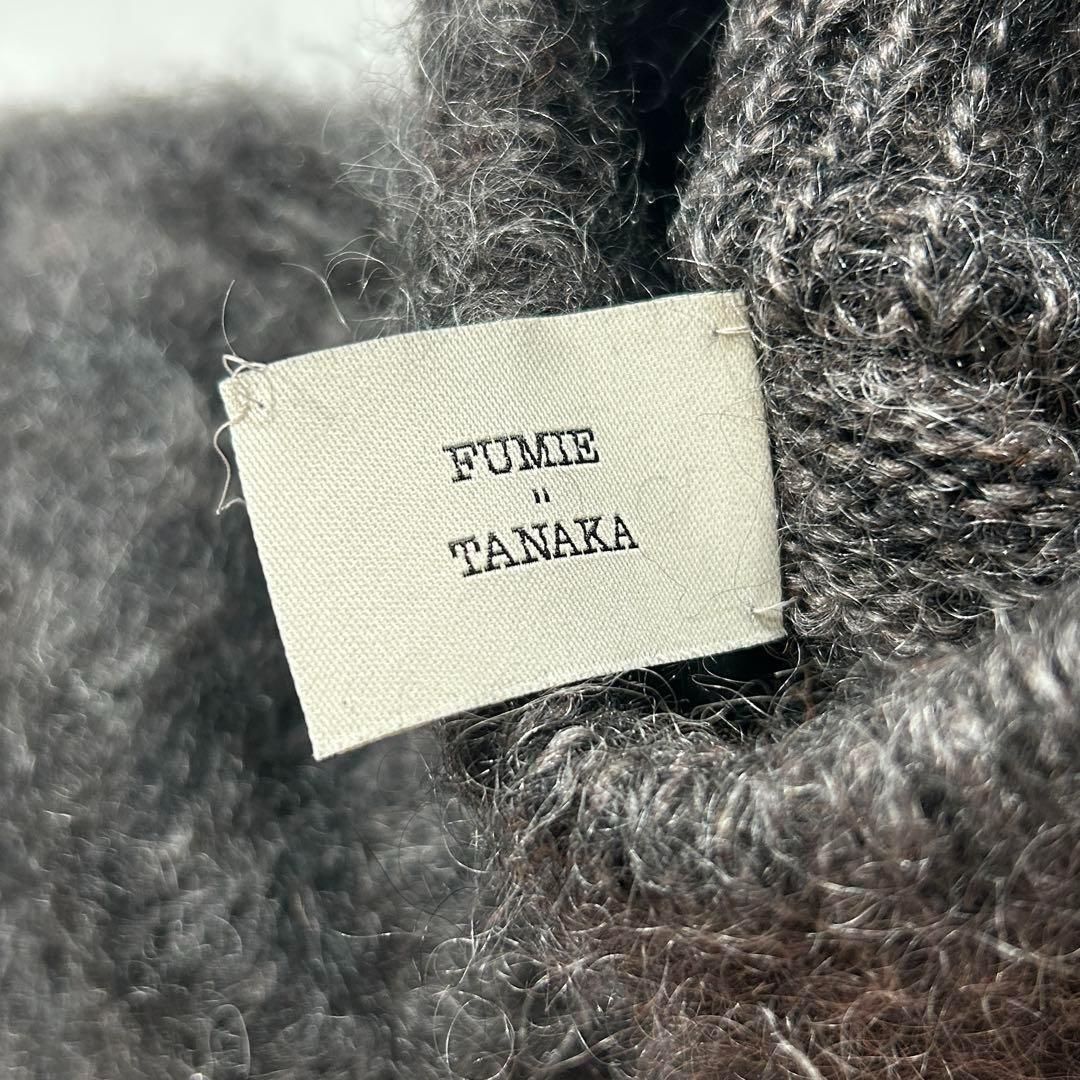 FUMIE
"
TANAKA